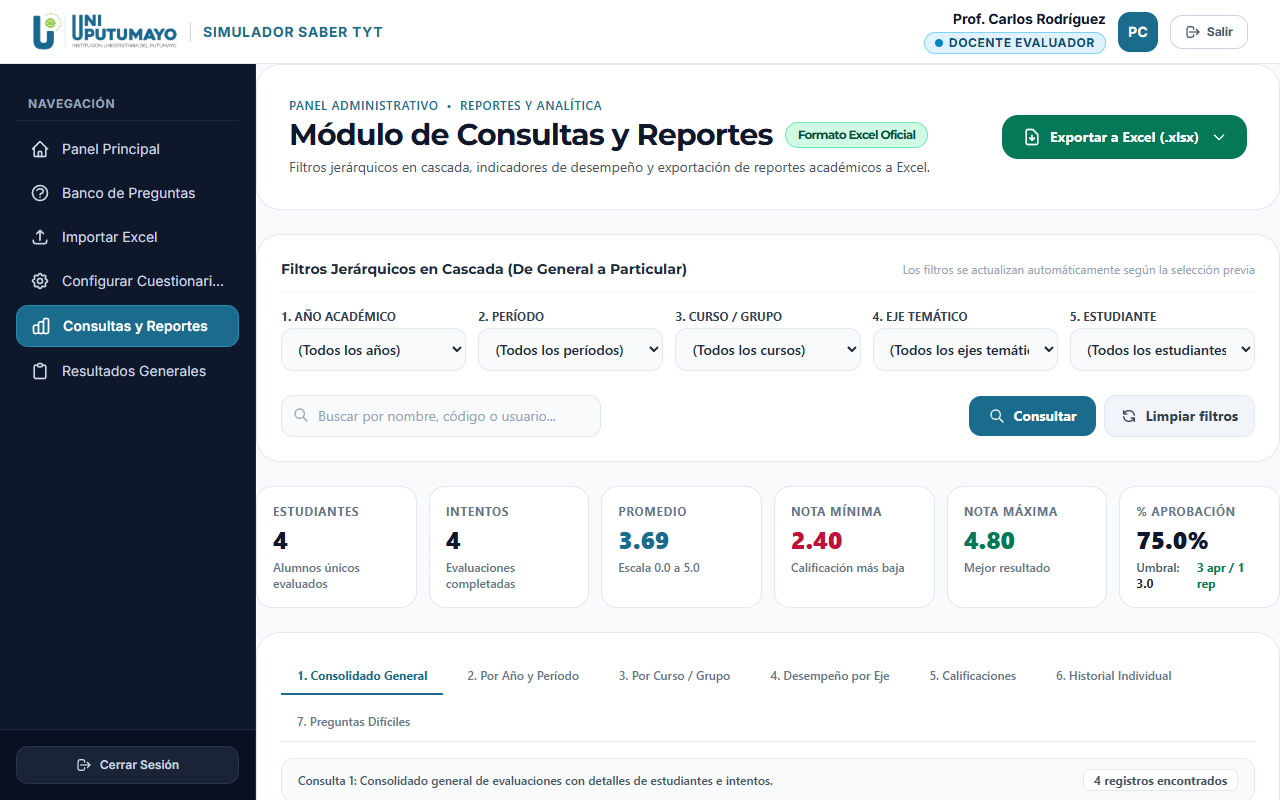 UNI
UPUTUMAYO
INSTITUCIÓN UNIVERSITARIA DEL PUTUMAYO
SIMULADOR SABER TYT
Prof. Carlos Rodríguez
DOCENTE EVALUADOR
PC
Salir
NAVEGACIÓN
Panel Principal
Banco de Preguntas
Importar Excel
Configurar Cuestionari...
Consultas y Reportes
Resultados Generales
Cerrar Sesión
PANEL ADMINISTRATIVO • REPORTES Y ANALÍTICA
Módulo de Consultas y Reportes
Formato Excel Oficial
Filtros jerárquicos en cascada, indicadores de desempeño y exportación de reportes académicos a Excel.
Exportar a Excel (.xlsx)
Filtros Jerárquicos en Cascada (De General a Particular)
Los filtros se actualizan automáticamente según la selección previa
1. AÑO ACADÉMICO
2. PERÍODO
3. CURSO / GRUPO
4. EJE TEMÁTICO
5. ESTUDIANTE
(Todos los años)
(Todos los períodos)
(Todos los cursos)
(Todos los ejes temáti
(Todos los estudiantes
Buscar por nombre, código o usuario...
Consultar
Limpiar filtros
ESTUDIANTES
4
Alumnos únicos
evaluados
INTENTOS
4
Evaluaciones
completadas
PROMEDIO
3.69
Escala 0.0 a 5.0
NOTA MÍNIMA
2.40
Calificación más baja
NOTA MÁXIMA
4.80
Mejor resultado
% APROBACIÓN
75.0%
Umbral: 3 apr / 1
3.0 rep
1. Consolidado General
2. Por Año y Período
3. Por Curso / Grupo
4. Desempeño por Eje
5. Calificaciones
6. Historial Individual
7. Preguntas Difíciles
Consulta 1: Consolidado general de evaluaciones con detalles de estudiantes e intentos.
4 registros encontrados